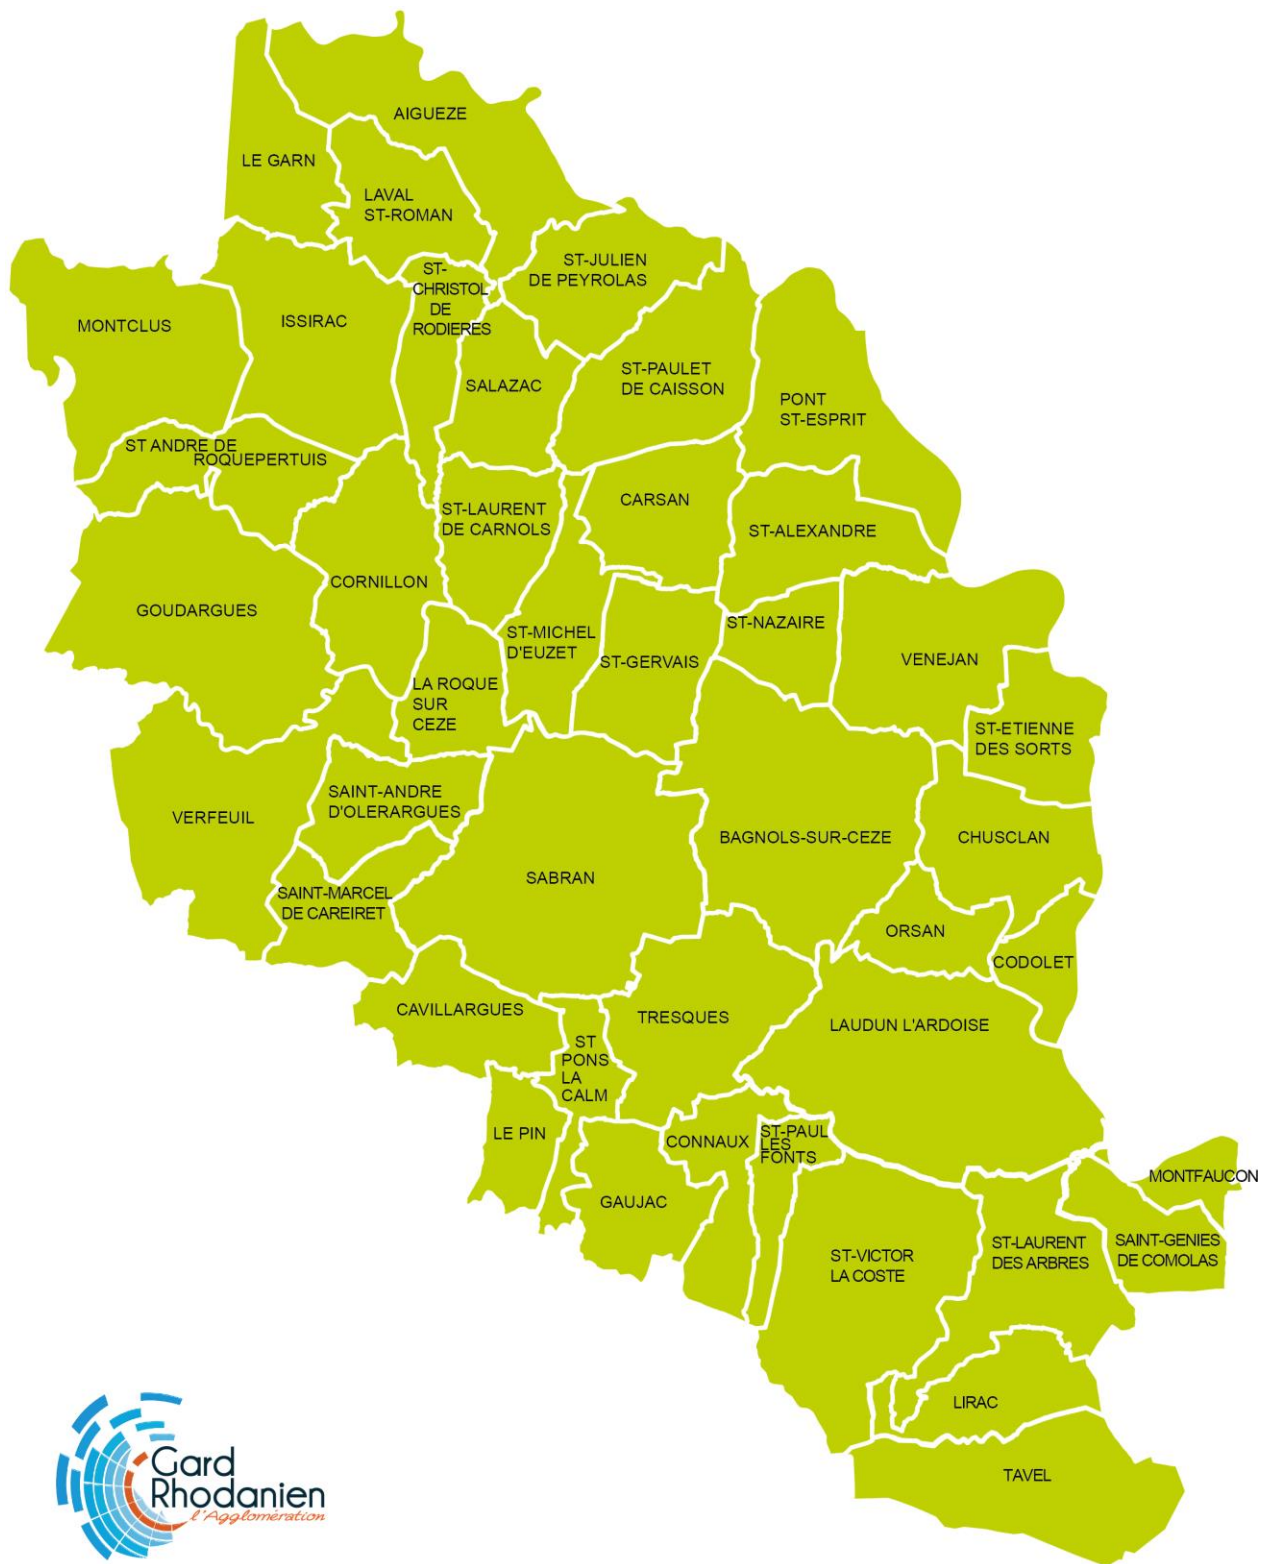 AIGUEZE
LE GARN
LAVAL
ST-ROMAN
ST-JULIEN
DE PEYROLAS
ST-
CHRISTOL
DE
RODIERES
MONTCLUS
ISSIRAC
ST-PAULET
DE CAISSON
SALAZAC
PONT
ST-ESPRIT
ST ANDRE DE
ROQUEPERTUIS
ST-LAURENT
DE CARNOLS
CARSAN
ST-ALEXANDRE
CORNILLON
GOUDARGUES
ST-MICHEL
D'EUZET
ST-NAZAIRE
ST-GERVAIS
VENEJAN
LA ROQUE
SUR
CEZE
ST-ETIENNE
DES SORTS
SAINT-ANDRE
D'OLERARGUES
VERFEUIL
BAGNOLS-SUR-CEZE
CHUSCLAN
SABRAN
SAINT-MARCEL
DE CAREIRET
ORSAN
CODOLET
CAVILLARGUES
TRESQUES
LAUDUN L'ARDOISE
ST
PONS
LA
CALM
LE PIN
CONNAUX
ST-PAUL
LES
FONTS
MONTFAUCON
GAUJAC
ST-VICTOR
LA COSTE
ST-LAURENT
DES ARBRES
SAINT-GENIES
DE COMOLAS
LIRAC
TAVEL
Gard
Rhodanien
l'Agglomération